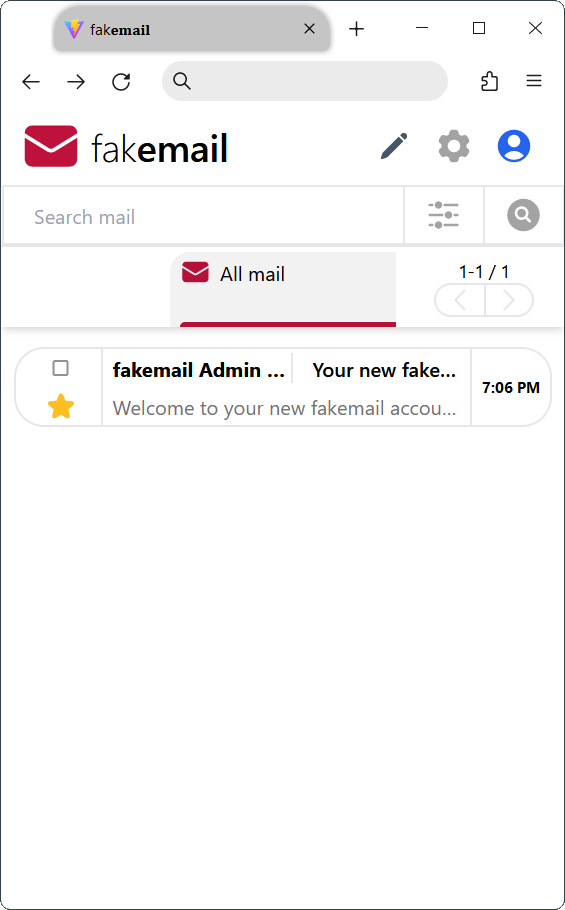 fakemail
fakemail
Search mail
All mail
1-1 / 1
fakemail Admin ... Your new fake...
Welcome to your new fakemail accou...
7:06 PM